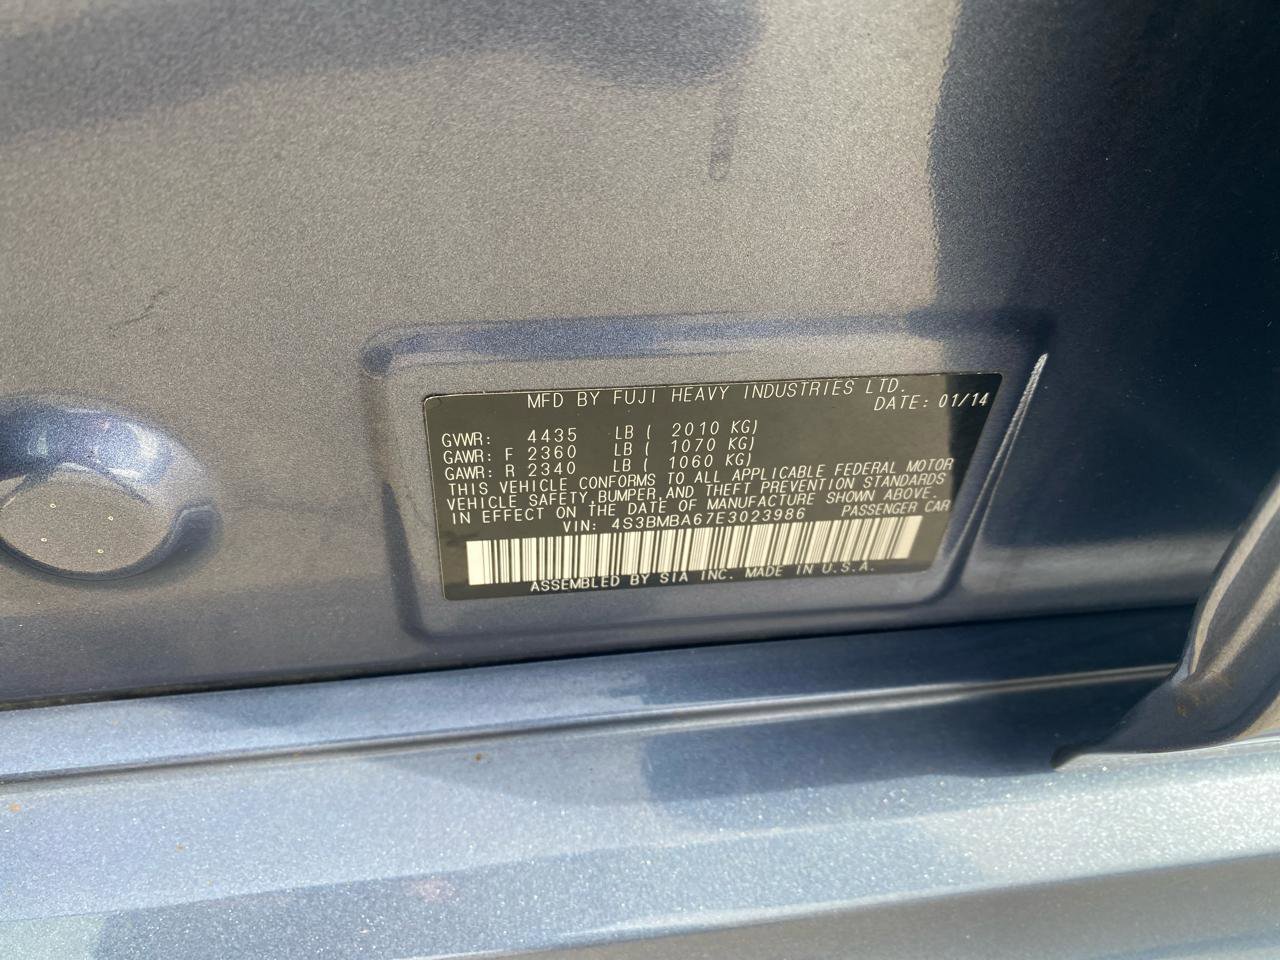 MFD BY FUJI HEAVY INDUSTRIES LTD.
DATE: 01/14
GVWR: 4435 LB ( 2010 KG)
GAWR: F 2360 LB ( 1070 KG)
GAWR: R 2340 LB ( 1060 KG)
THIS VEHICLE CONFORMS TO ALL APPLICABLE FEDERAL MOTOR
VEHICLE SAFETY,BUMPER,AND THEFT PREVENTION STANDARDS
IN EFFECT ON THE DATE OF MANUFACTURE SHOWN ABOVE.
VIN: 4S3BMBA67E3023986 PASSENGER CAR
ASSEMBLED BY SIA INC. MADE IN U.S.A.